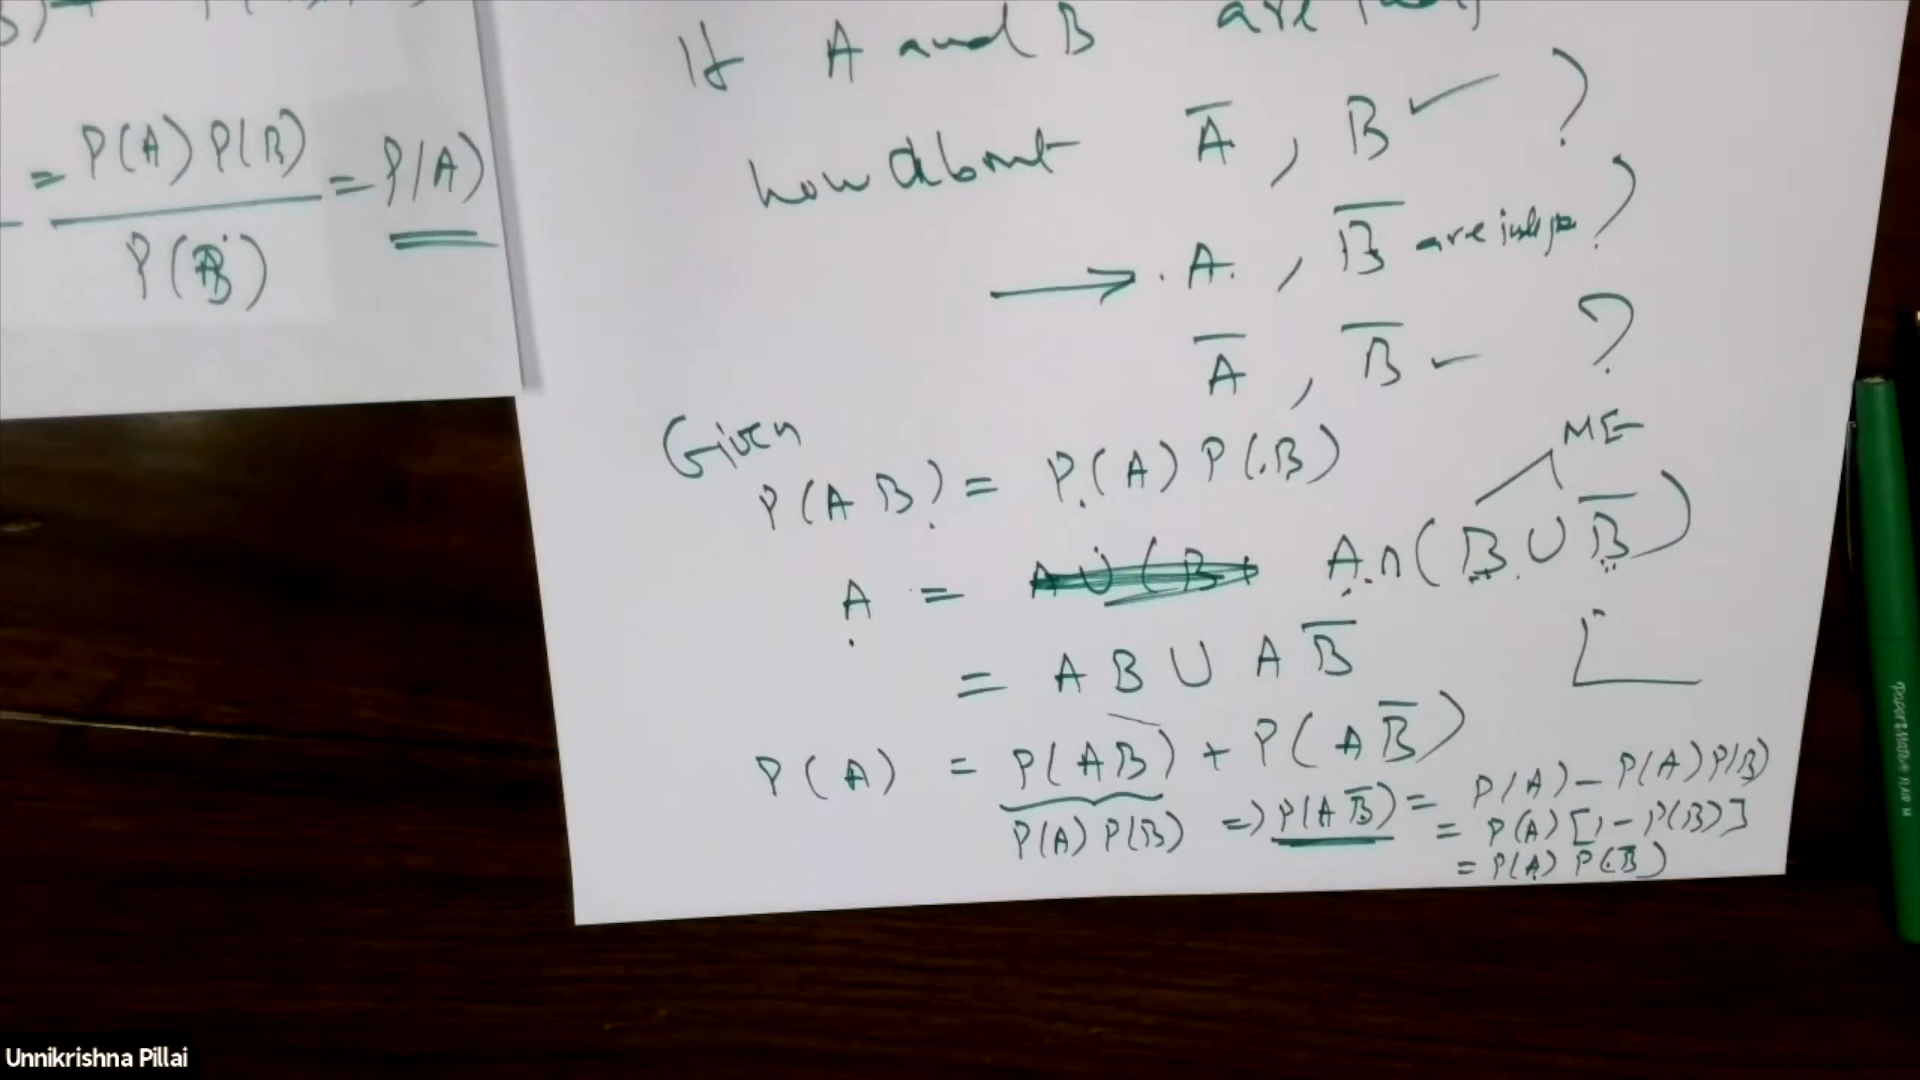 = P(A) P(B) / P(B) = P(A)
If A and B are
how about A̅ , B ✓ ?
→ A , B̅ are indep ?
A̅ , B̅ ✓ ?
Given
P(AB) = P(A) P(B)
ME
A = A ∩ (B ∪ B̅)
= AB ∪ AB̅
P(A) = P(AB) + P(AB̅)
P(A) P(B) => P(AB̅) = P(A) - P(A)P(B)
= P(A) [1 - P(B)]
= P(A) P(B̅)
Unnikrishna Pillai